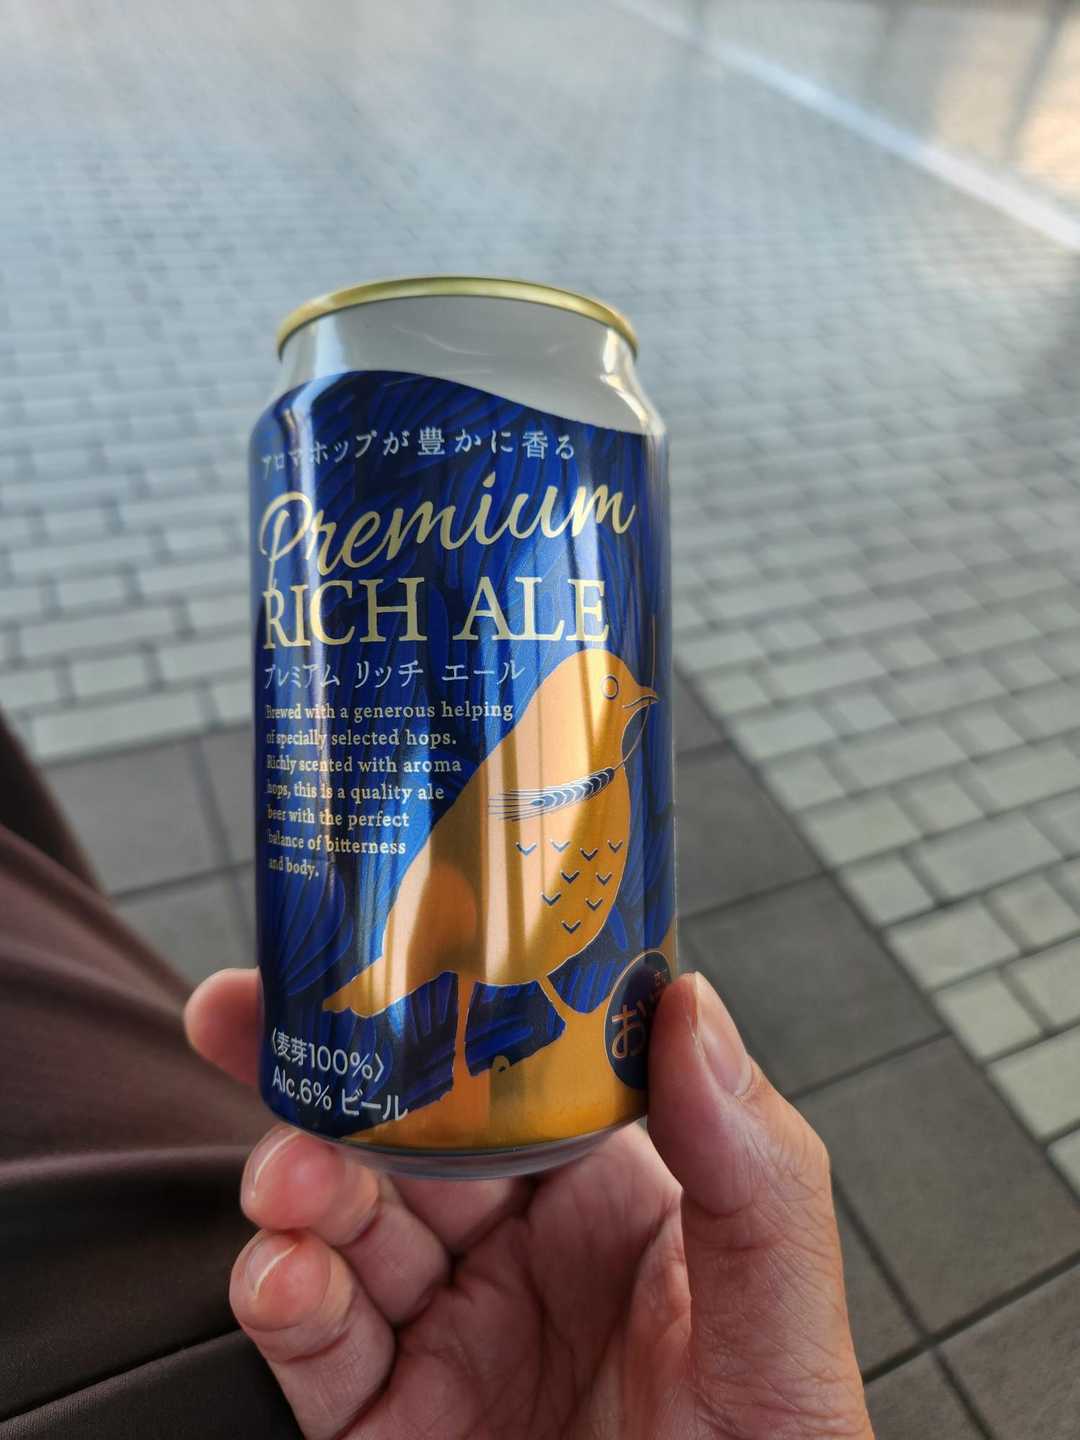 アロマホップが豊かに香る
Premium
RICH ALE
プレミアム リッチ エール
Brewed with a generous helping
of specially selected hops.
Richly scented with aroma
hops, this is a quality ale
beer with the perfect
balance of bitterness
and body.
〈麦芽100%〉
Alc.6% ビール
お